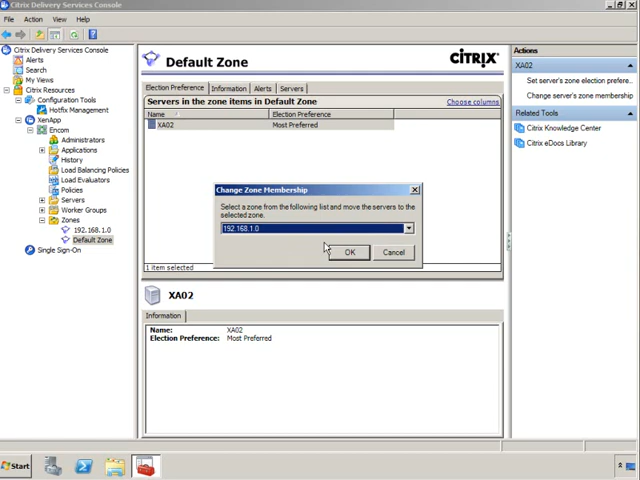 Citrix Delivery Services Console
File Action View Help
Citrix Delivery Services Console
Alerts
Search
My Views
Citrix Resources
Configuration Tools
Hotfix Management
XenApp
Encom
Administrators
Applications
History
Load Balancing Policies
Load Evaluators
Policies
Servers
Worker Groups
Zones
192.168.1.0
Default Zone
Single Sign-On
Default Zone
CITRIX
Election Preference Information Alerts Servers
Servers in the zone items in Default Zone
Choose columns
Name Election Preference
XA02 Most Preferred
Change Zone Membership
Select a zone from the following list and move the servers to the
selected zone.
192.168.1.0
OK Cancel
1 item selected
XA02
Information
Name: XA02
Election Preference: Most Preferred
Actions
XA02
Set server's zone election prefere..
Change server's zone membership
Related Tools
Citrix Knowledge Center
Citrix eDocs Library
Start